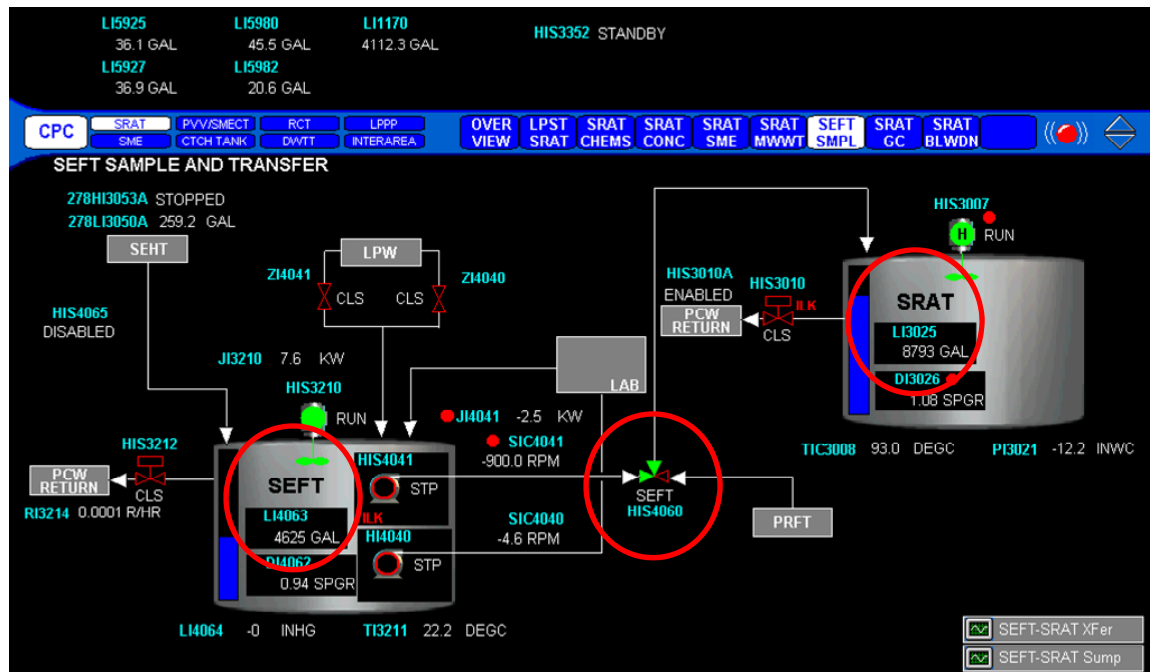 LI5925 LI5980 LI1170
36.1 GAL 45.5 GAL 4112.3 GAL
HIS3352 STANDBY
LI5927 LI5982
36.9 GAL 20.6 GAL
CPC
SRAT PVV/SMECT RCT LPPP
SME CTCH TANK DWTT INTERAREA
OVER VIEW
LPST SRAT
SRAT CHEMS
SRAT CONC
SRAT SME
SRAT MWWT
SEFT SMPL
SRAT GC
SRAT BLWDN
SEFT SAMPLE AND TRANSFER
278HI3053A STOPPED
278LI3050A 259.2 GAL
SEHT
HIS4065
DISABLED
LPW
ZI4041
CLS
CLS
ZI4040
JI3210 7.6 KW
HIS3210
RUN
HIS3212
PCW
RETURN
CLS
RI3214 0.0001 R/HR
SEFT
LI4063
4625 GAL
DI4062
0.94 SPGR
HIS4041
STP
ILK
HI4040
STP
LI4064 -0 INHG
TI3211 22.2 DEGC
LAB
JI4041 -2.5 KW
SIC4041
-900.0 RPM
SIC4040
-4.6 RPM
SEFT
HIS4060
PRFT
HIS3007
H
RUN
HIS3010A
ENABLED
HIS3010
ILK
PCW
RETURN
CLS
SRAT
LI3025
8793 GAL
DI3026
1.08 SPGR
TIC3008 93.0 DEGC
PI3021 -12.2 INWC
SEFT-SRAT XFer
SEFT-SRAT Sump